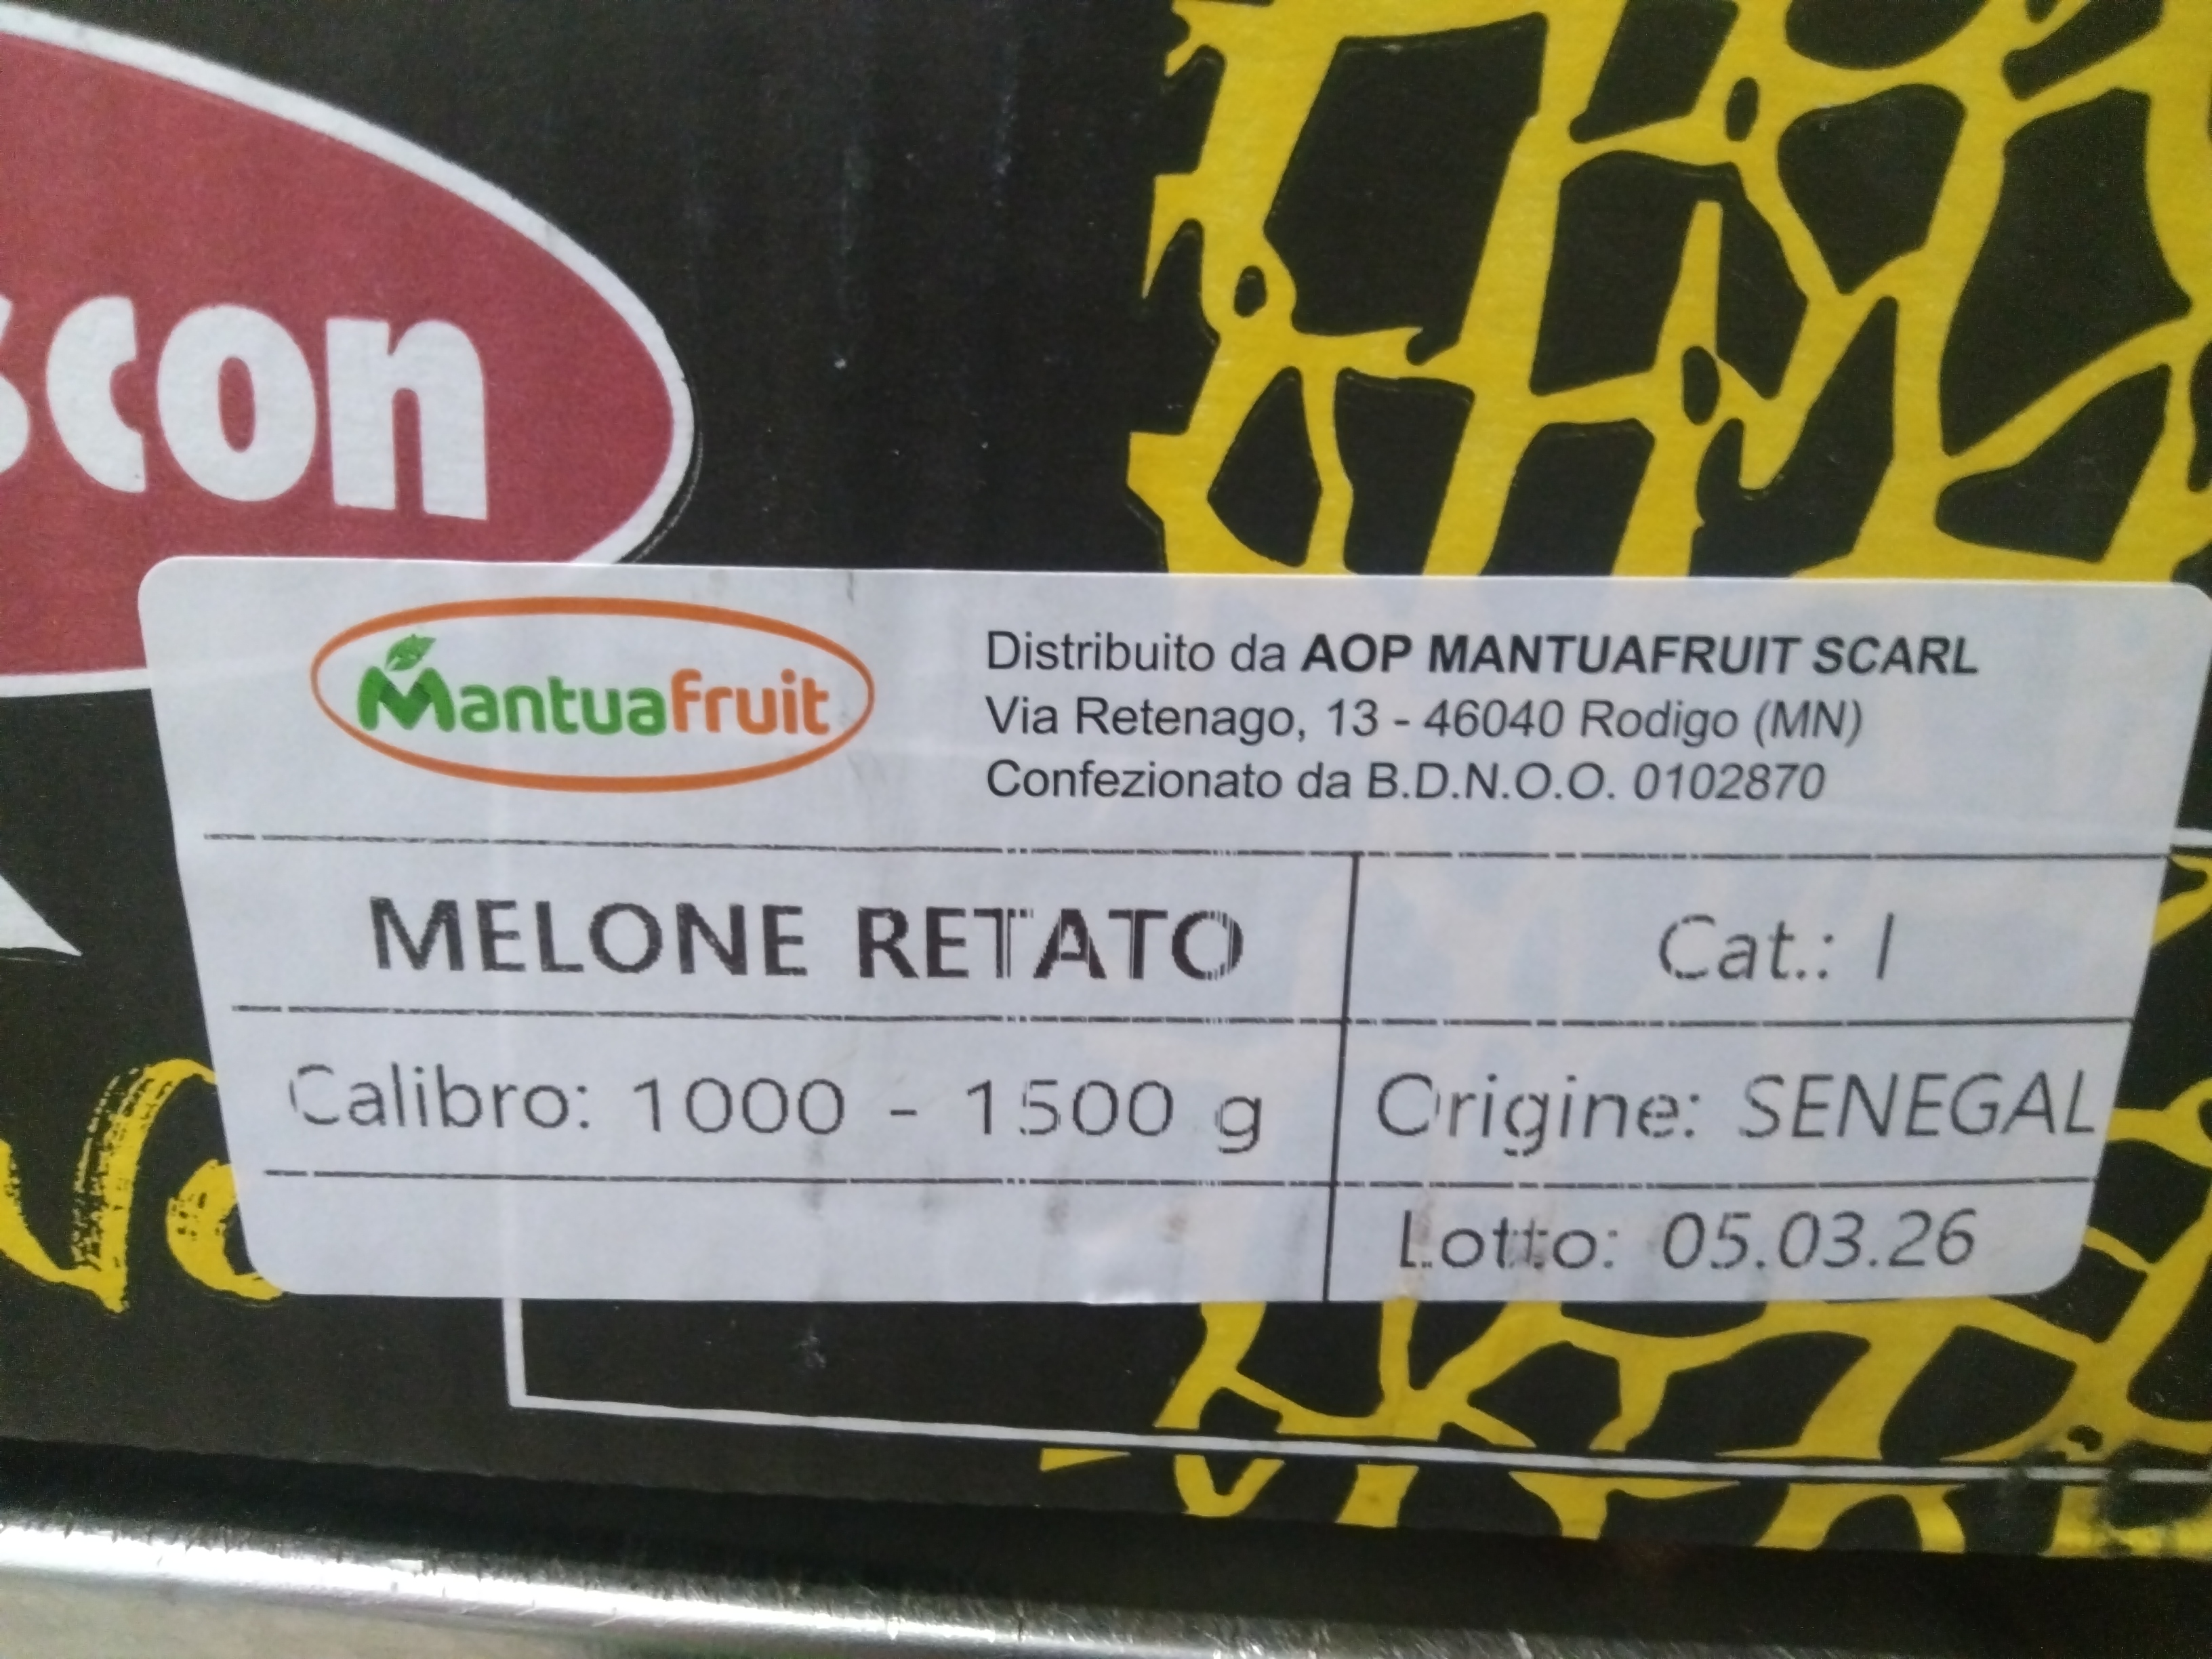 scon
Mantuafruit
Distribuito da AOP MANTUAFRUIT SCARL
Via Retenago, 13 - 46040 Rodigo (MN)
Confezionato da B.D.N.O.O. 0102870
MELONE RETATO
Cat.: I
Calibro: 1000 - 1500 g
Origine: SENEGAL
Lotto: 05.03.26